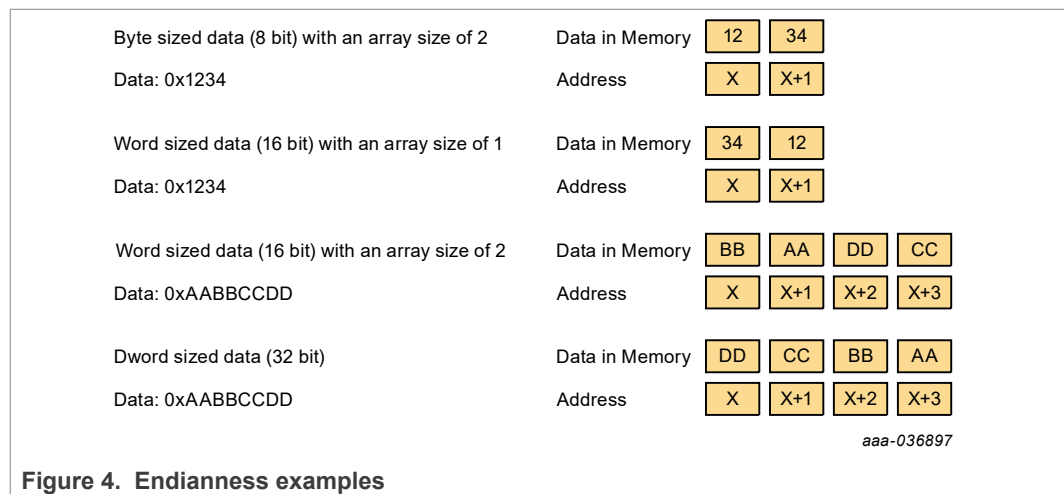 Byte sized data (8 bit) with an array size of 2 Data in Memory 12 34
Data: 0x1234 Address X X+1
Word sized data (16 bit) with an array size of 1 Data in Memory 34 12
Data: 0x1234 Address X X+1
Word sized data (16 bit) with an array size of 2 Data in Memory BB AA DD CC
Data: 0xAABBCCDD Address X X+1 X+2 X+3
Dword sized data (32 bit) Data in Memory DD CC BB AA
Data: 0xAABBCCDD Address X X+1 X+2 X+3
aaa-036897
Figure 4. Endianness examples